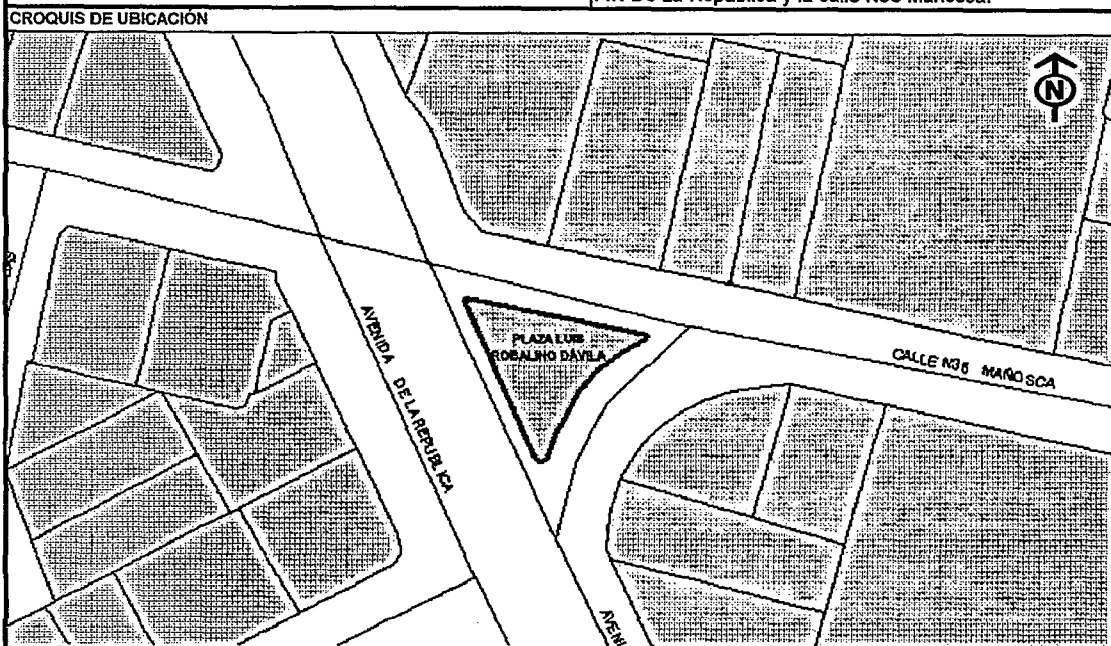 CROQUIS DE UBICACIÓN
N
PLAZA LUIS
ROBALINO DÁVILA
AVENIDA DE LA REPUBLICA
CALLE N36 MAÑOSCA